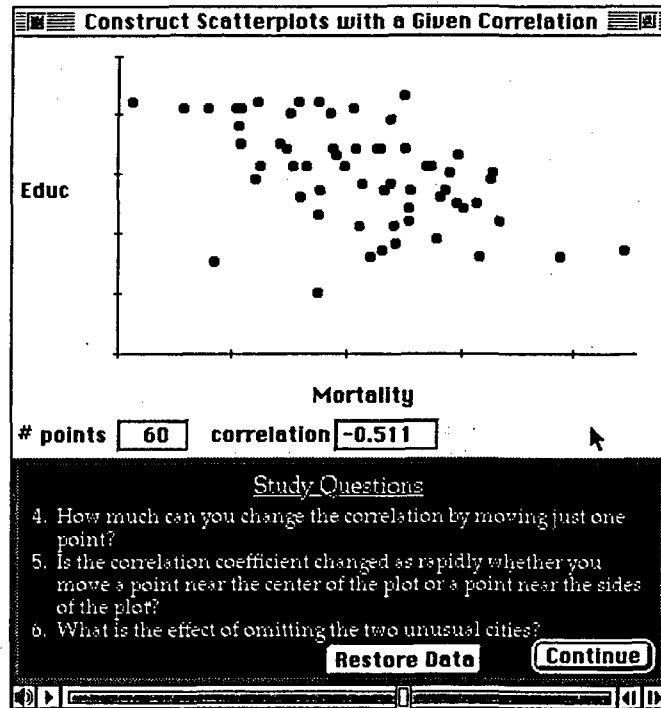 Construct Scatterplots with a Given Correlation
Educ
Mortality
# points 60 correlation -0.511
Study Questions
4. How much can you change the correlation by moving just one
point?
5. Is the correlation coefficient changed as rapidly whether you
move a point near the center of the plot or a point near the sides
of the plot?
6. What is the effect of omitting the two unusual cities?
Restore Data Continue